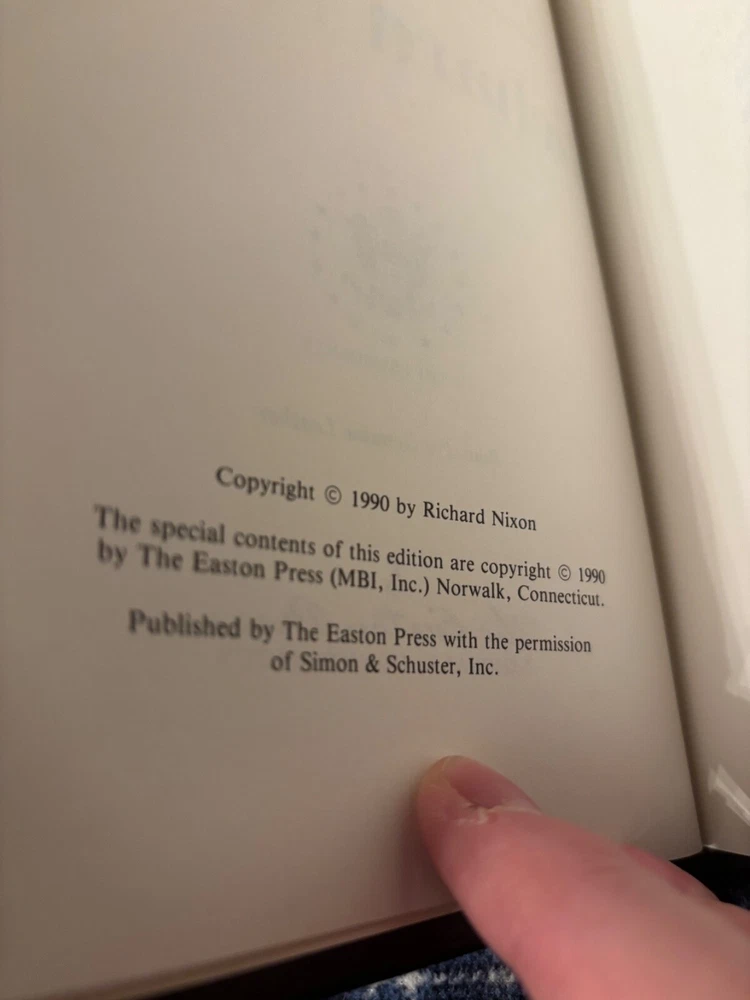 Copyright © 1990 by Richard Nixon
The special contents of this edition are copyright © 1990
by The Easton Press (MBI, Inc.) Norwalk, Connecticut.
Published by The Easton Press with the permission
of Simon & Schuster, Inc.